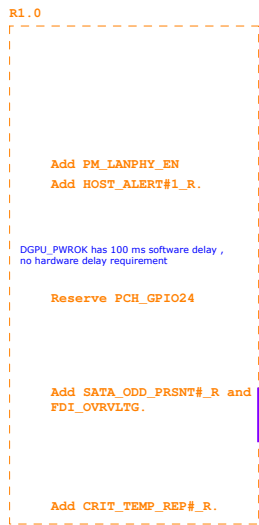 R1.0
Add PM_LANPHY_EN
Add HOST_ALERT#1_R.
DGPU_PWROK has 100 ms software delay ,
no hardware delay requirement
Reserve PCH_GPIO24
Add SATA_ODD_PRSNT#_R and
FDI_OVRVLTG.
Add CRIT_TEMP_REP#_R.